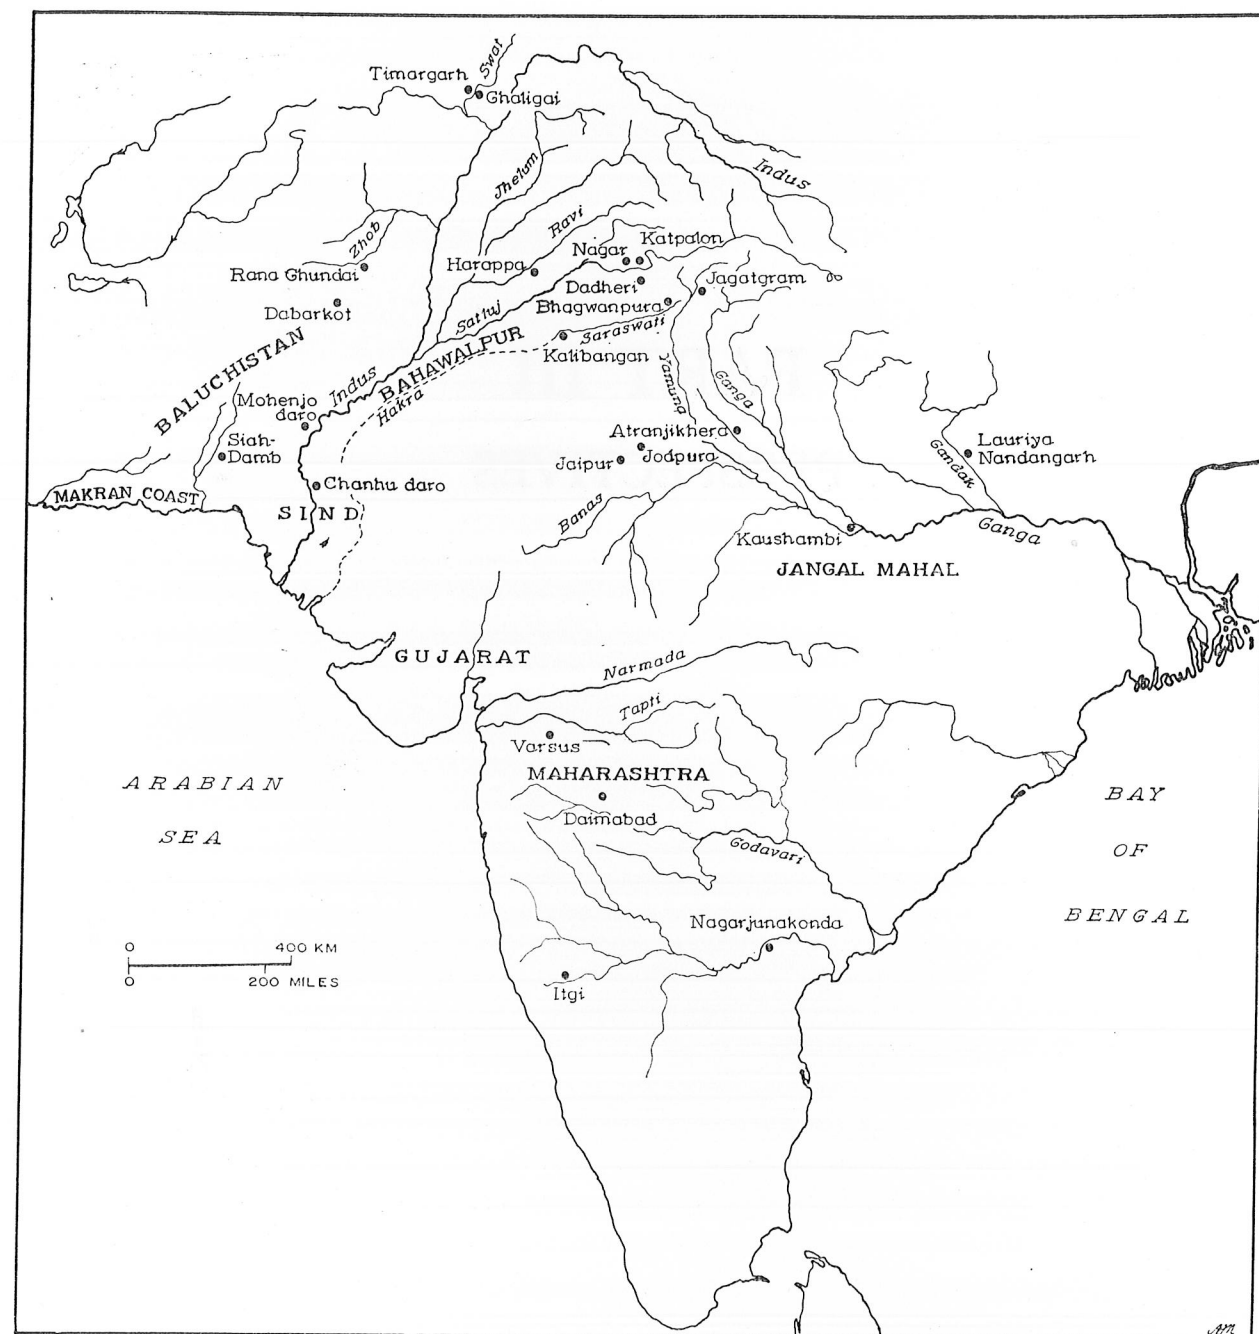 Swat
Timargarh
Ghaligai
Indus
Jhelum
Ravi
Zhob
Nagar
Katpalon
Rana Ghundai
Harappa
Dadheri
Jagatgram
Bhagwanpura
Dabarkot
Satluj
Saraswati
BAHAWALPUR
Kalibangan
BALUCHISTAN
Indus
Hakra
Yamuna
Ganga
Mohenjo
daro
Atranjikhera
Siah-
Damb
Jodpura
Jaipur
Lauriya
Nandangarh
Gandak
Chanhu daro
MAKRAN COAST
SIND
Banas
Kaushambi
Ganga
JANGAL MAHAL
GUJARAT
Narmada
Tapti
Varsus
MAHARASHTRA
ARABIAN
SEA
Daimabad
Godavari
BAY
OF
BENGAL
Nagarjunakonda
0 400 KM
0 200 MILES
Itgi
AM